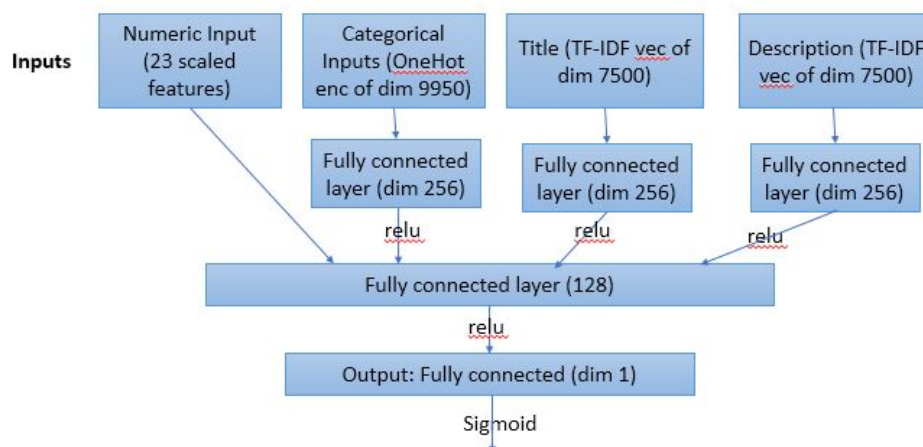 Inputs
Numeric Input
(23 scaled
features)
Categorical
Inputs (OneHot
enc of dim 9950)
Title (TF-IDF vec of
dim 7500)
Description (TF-IDF
vec of dim 7500)
Fully connected
layer (dim 256)
Fully connected
layer (dim 256)
Fully connected
layer (dim 256)
relu
relu
relu
Fully connected layer (128)
relu
Output: Fully connected (dim 1)
Sigmoid